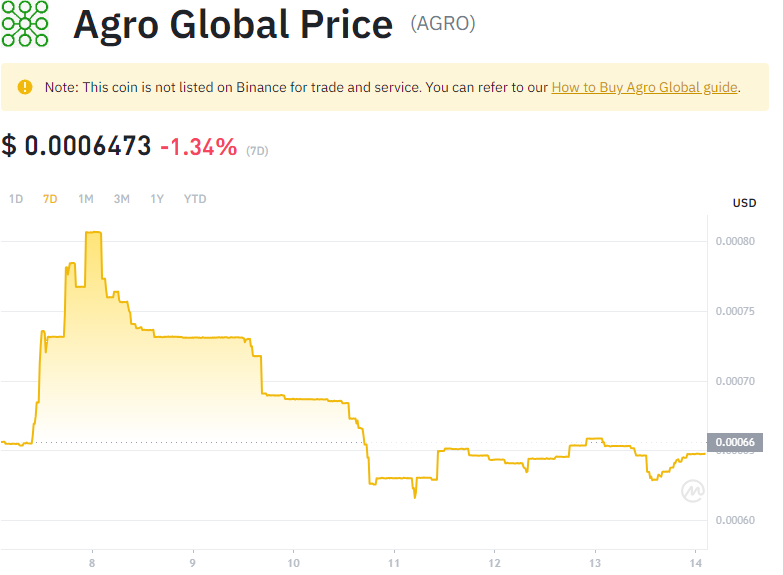 Agro Global Price (AGRO)
Note: This coin is not listed on Binance for trade and service. You can refer to our How to Buy Agro Global guide.
$ 0.0006473 -1.34% (7D)
1D 7D 1M 3M 1Y YTD
USD
0.00080
0.00075
0.00070
0.00066
0.00060
8 9 10 11 12 13 14